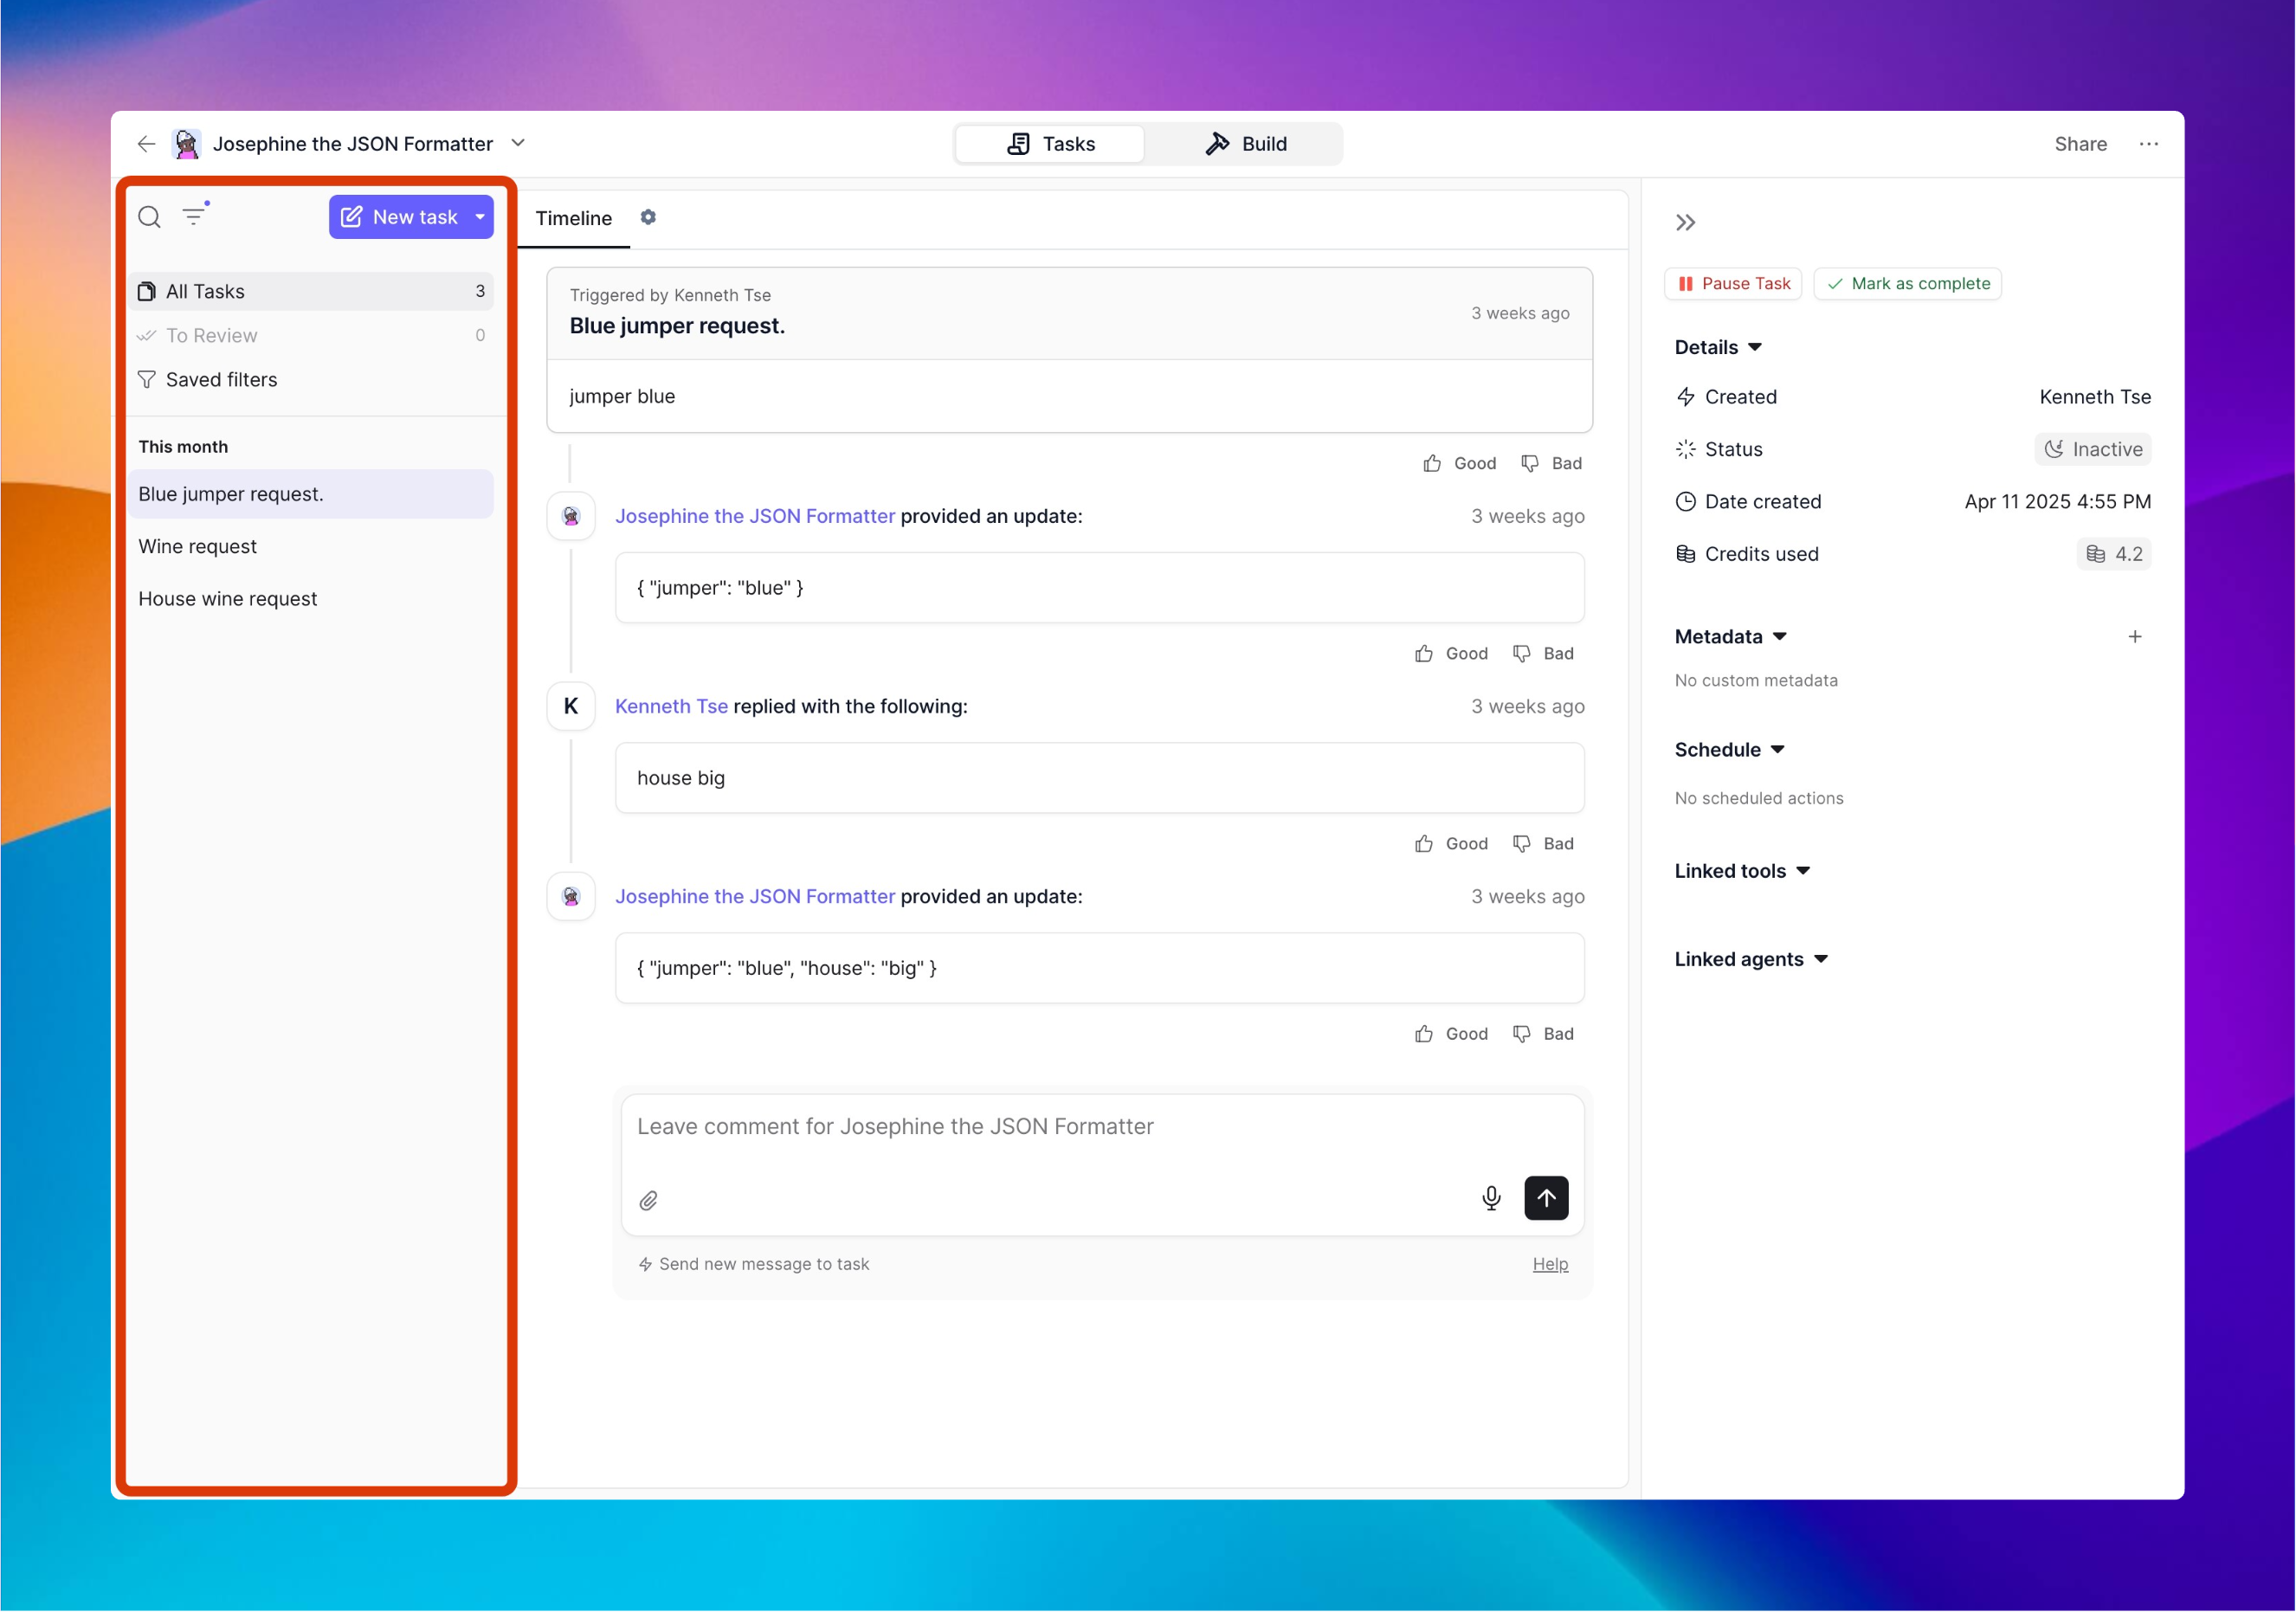 Josephine the JSON Formatter
Tasks
Build
Share
New task
All Tasks 3
To Review 0
Saved filters
This month
Blue jumper request.
Wine request
House wine request
Timeline
Triggered by Kenneth Tse
Blue jumper request.
3 weeks ago
jumper blue
Good Bad
Josephine the JSON Formatter provided an update: 3 weeks ago
{ "jumper": "blue" }
Good Bad
K
Kenneth Tse replied with the following: 3 weeks ago
house big
Good Bad
Josephine the JSON Formatter provided an update: 3 weeks ago
{ "jumper": "blue", "house": "big" }
Good Bad
Leave comment for Josephine the JSON Formatter
Send new message to task
Help
Pause Task
Mark as complete
Details
Created Kenneth Tse
Status Inactive
Date created Apr 11 2025 4:55 PM
Credits used 4.2
Metadata +
No custom metadata
Schedule
No scheduled actions
Linked tools
Linked agents